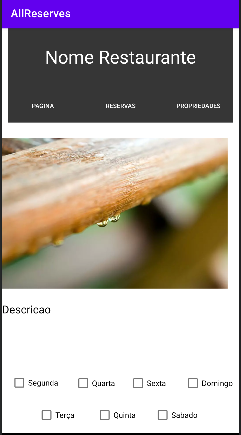 AllReserves
Nome Restaurante
PAGINA RESERVAS PROPRIEDADES
Descricao
Segunda Quarta Sexta Domingo
Terça Quinta Sabado